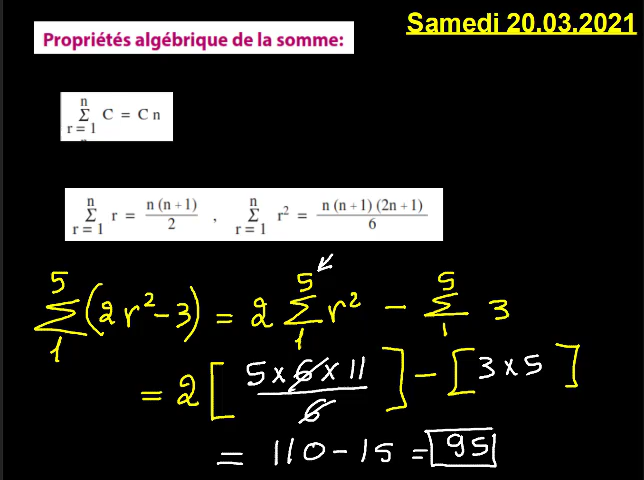 Samedi 20.03.2021
Propriétés algébrique de la somme:
n Σ r = 1 C = C n
n Σ r = 1 r = n (n + 1) / 2 , n Σ r = 1 r² = n (n + 1) (2n + 1) / 6
5 Σ 1 (2r² - 3) = 2 5 Σ 1 r² - 5 Σ 1 3
= 2 [ 5 × 6 × 11 / 6 ] - [ 3 × 5 ]
= 110 - 15 = 95